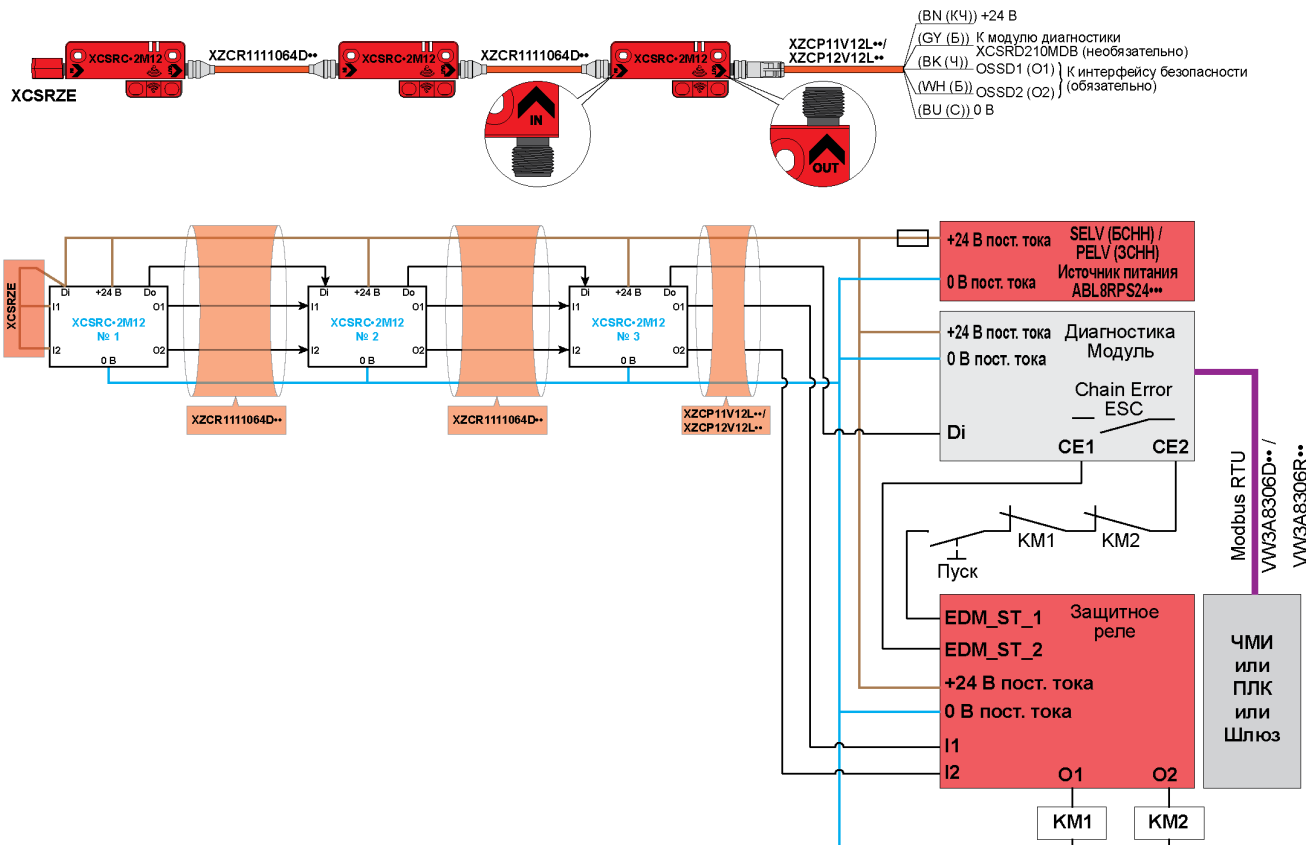 XCSRC•2M12
XZCR1111064D••
XCSRC•2M12
XZCR1111064D••
XCSRC•2M12
XZCP11V12L••/
XZCP12V12L••
XCSRZE
IN
OUT
(BN (КЧ)) +24 В
(GY (Б)) К модулю диагностики
XCSRD210MDB (необязательно)
(BK (Ч)) OSSD1 (O1)
(WH (Б)) OSSD2 (O2)
К интерфейсу безопасности
(обязательно)
(BU (С)) 0 В
XCSRZE
Di +24 В Do
I1 O1
XCSRC•2M12
№ 1
I2 O2
0 В
XZCR1111064D••
Di +24 В Do
I1 O1
XCSRC•2M12
№ 2
I2 O2
0 В
XZCR1111064D••
Di +24 В Do
I1 O1
XCSRC•2M12
№ 3
I2 O2
0 В
XZCP11V12L••/
XZCP12V12L••
+24 В пост. тока
0 В пост. тока
SELV (БСНН) /
PELV (ЗСНН)
Источник питания
ABL8RPS24•••
+24 В пост. тока
0 В пост. тока
Диагностика
Модуль
Chain Error
ESC
Di
CE1 CE2
Modbus RTU
VW3A8306D•• /
VW3A8306R••
KM1 KM2
Пуск
EDM_ST_1
EDM_ST_2
Защитное
реле
+24 В пост. тока
0 В пост. тока
I1
I2
O1 O2
KM1 KM2
ЧМИ
или
ПЛК
или
Шлюз